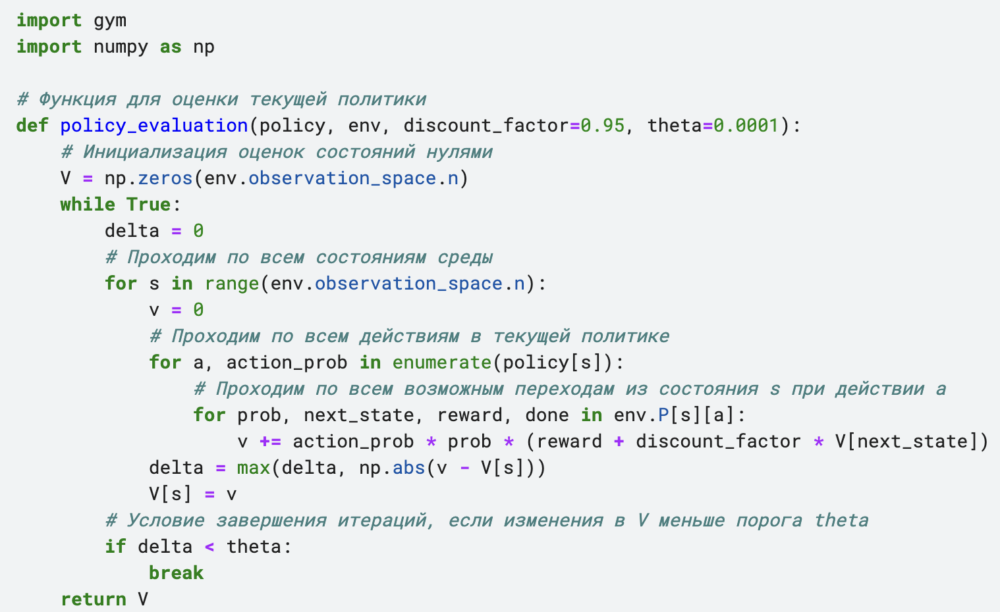 import gym
import numpy as np

# Функция для оценки текущей политики
def policy_evaluation(policy, env, discount_factor=0.95, theta=0.0001):
    # Инициализация оценок состояний нулями
    V = np.zeros(env.observation_space.n)
    while True:
        delta = 0
        # Проходим по всем состояниям среды
        for s in range(env.observation_space.n):
            v = 0
            # Проходим по всем действиям в текущей политике
            for a, action_prob in enumerate(policy[s]):
                # Проходим по всем возможным переходам из состояния s при действии a
                for prob, next_state, reward, done in env.P[s][a]:
                    v += action_prob * prob * (reward + discount_factor * V[next_state])
            delta = max(delta, np.abs(v - V[s]))
            V[s] = v
        # Условие завершения итераций, если изменения в V меньше порога theta
        if delta < theta:
            break
    return V